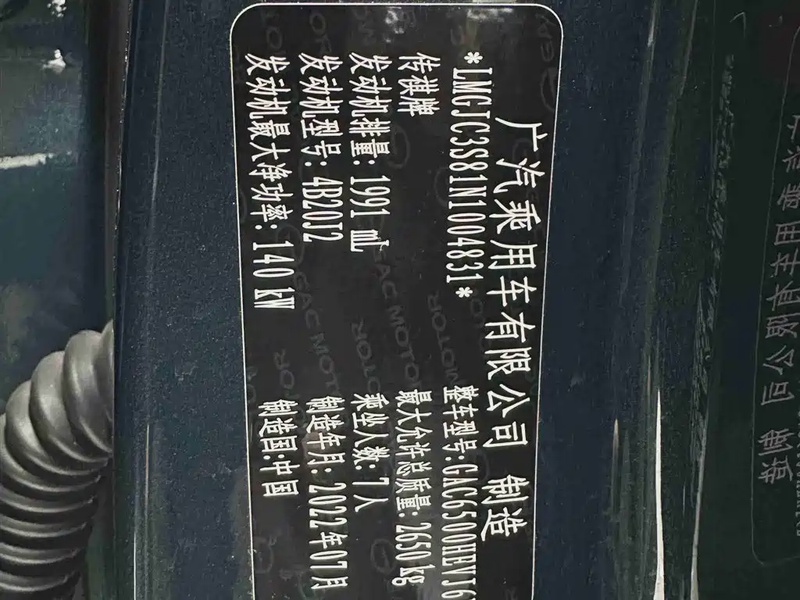 广汽乘用车有限公司 制造
*LMGJC3S81N1004831* 整车型号: GAC6500HEVI6
传祺牌 最大允许总质量: 2650 kg
发动机排量: 1991 mL 乘坐人数: 7人
发动机型号: 4B20J2 制造年月: 2022年07月
发动机最大净功率: 140 kW 制造国: 中国